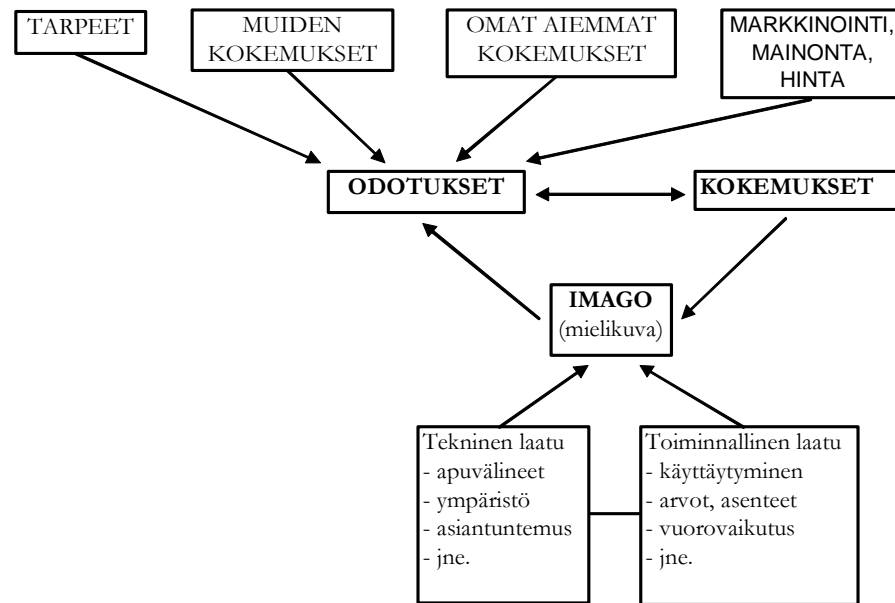 TARPEET
MUIDEN
KOKEMUKSET
OMAT AIEMMAT
KOKEMUKSET
MARKKINOINTI,
MAINONTA,
HINTA
ODOTUKSET
KOKEMUKSET
IMAGO
(mielikuva)
Tekninen laatu
- apuvälineet
- ympäristö
- asiantuntemus
- jne.
Toiminnallinen laatu
- käyttäytyminen
- arvot, asenteet
- vuorovaikutus
- jne.